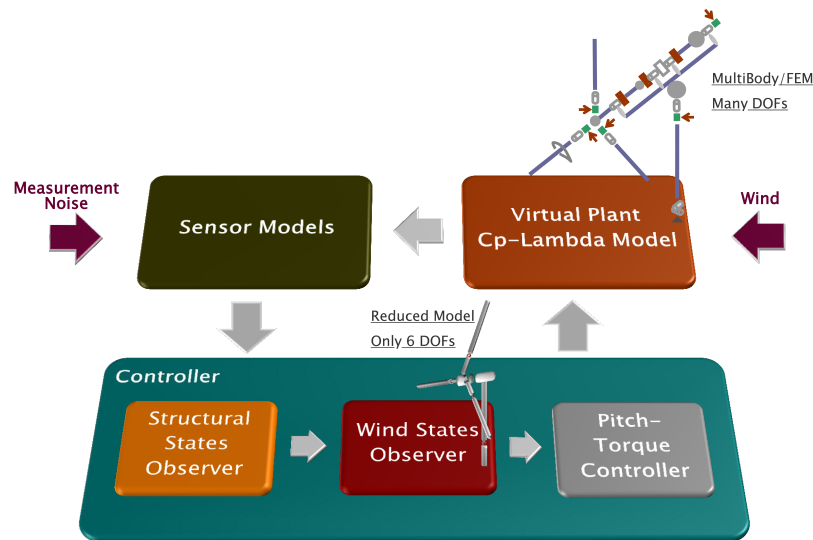 MultiBody/FEM
Many DOFs
Measurement
Noise
Sensor Models
Virtual Plant
Cp-Lambda Model
Wind
Reduced Model
Only 6 DOFs
Controller
Structural
States
Observer
Wind States
Observer
Pitch-
Torque
Controller